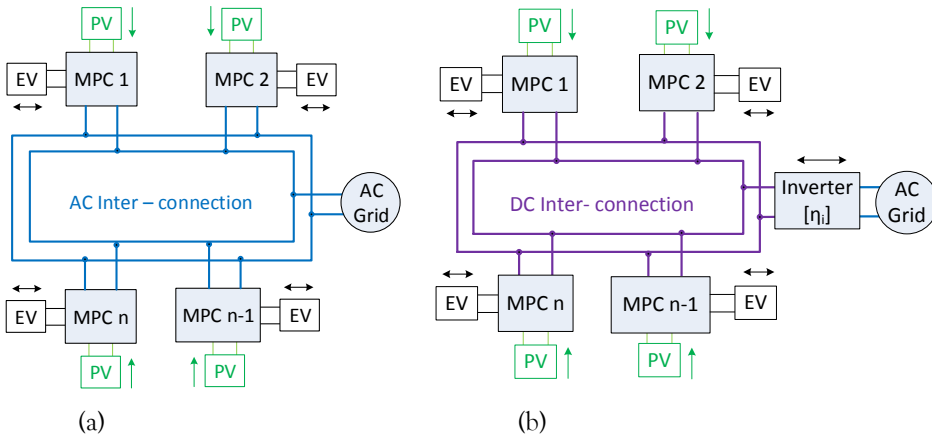 PV
PV
EV
MPC 1
MPC 2
EV
AC Inter – connection
AC
Grid
EV
MPC n
MPC n-1
EV
PV
PV
(a)
PV
PV
EV
MPC 1
MPC 2
EV
DC Inter- connection
Inverter
[ηi]
AC
Grid
EV
MPC n
MPC n-1
EV
PV
PV
(b)